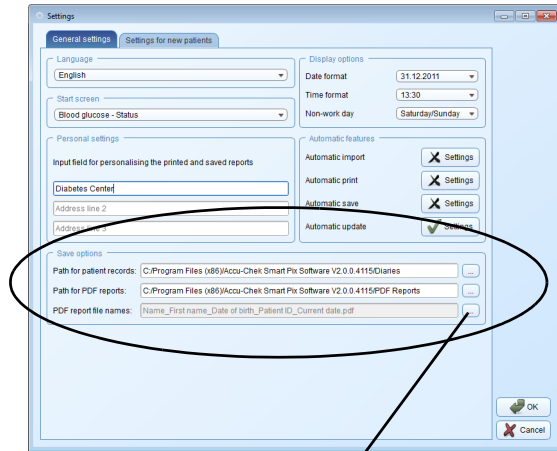 Settings
General settings
Settings for new patients
Language
English
Start screen
Blood glucose - Status
Personal settings
Input field for personalising the printed and saved reports
Diabetes Center
Address line 2
Address line 3
Display options
Date format 31.12.2011
Time format 13:30
Non-work day Saturday/Sunday
Automatic features
Automatic import Settings
Automatic print Settings
Automatic save Settings
Automatic update Settings
Save options
Path for patient records: C:/Program Files (x86)/Accu-Chek Smart Pix Software V2.0.0.4115/Diaries ...
Path for PDF reports: C:/Program Files (x86)/Accu-Chek Smart Pix Software V2.0.0.4115/PDF Reports ...
PDF report file names: Name_First name_Date of birth_Patient ID_Current date.pdf ...
OK
Cancel